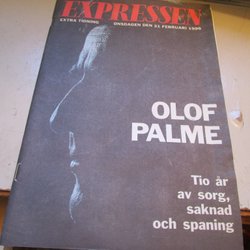 EXPRESSEN
EXTRA TIDNING
ONSDAGEN DEN 21 FEBRUARI 1996
OLOF
PALME
Tio år
av sorg,
saknad
och spaning